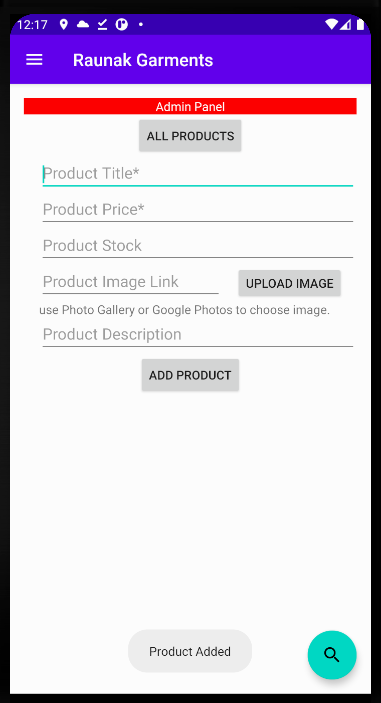 12:17
Raunak Garments
Admin Panel
ALL PRODUCTS
Product Title*
Product Price*
Product Stock
Product Image Link
UPLOAD IMAGE
use Photo Gallery or Google Photos to choose image.
Product Description
ADD PRODUCT
Product Added